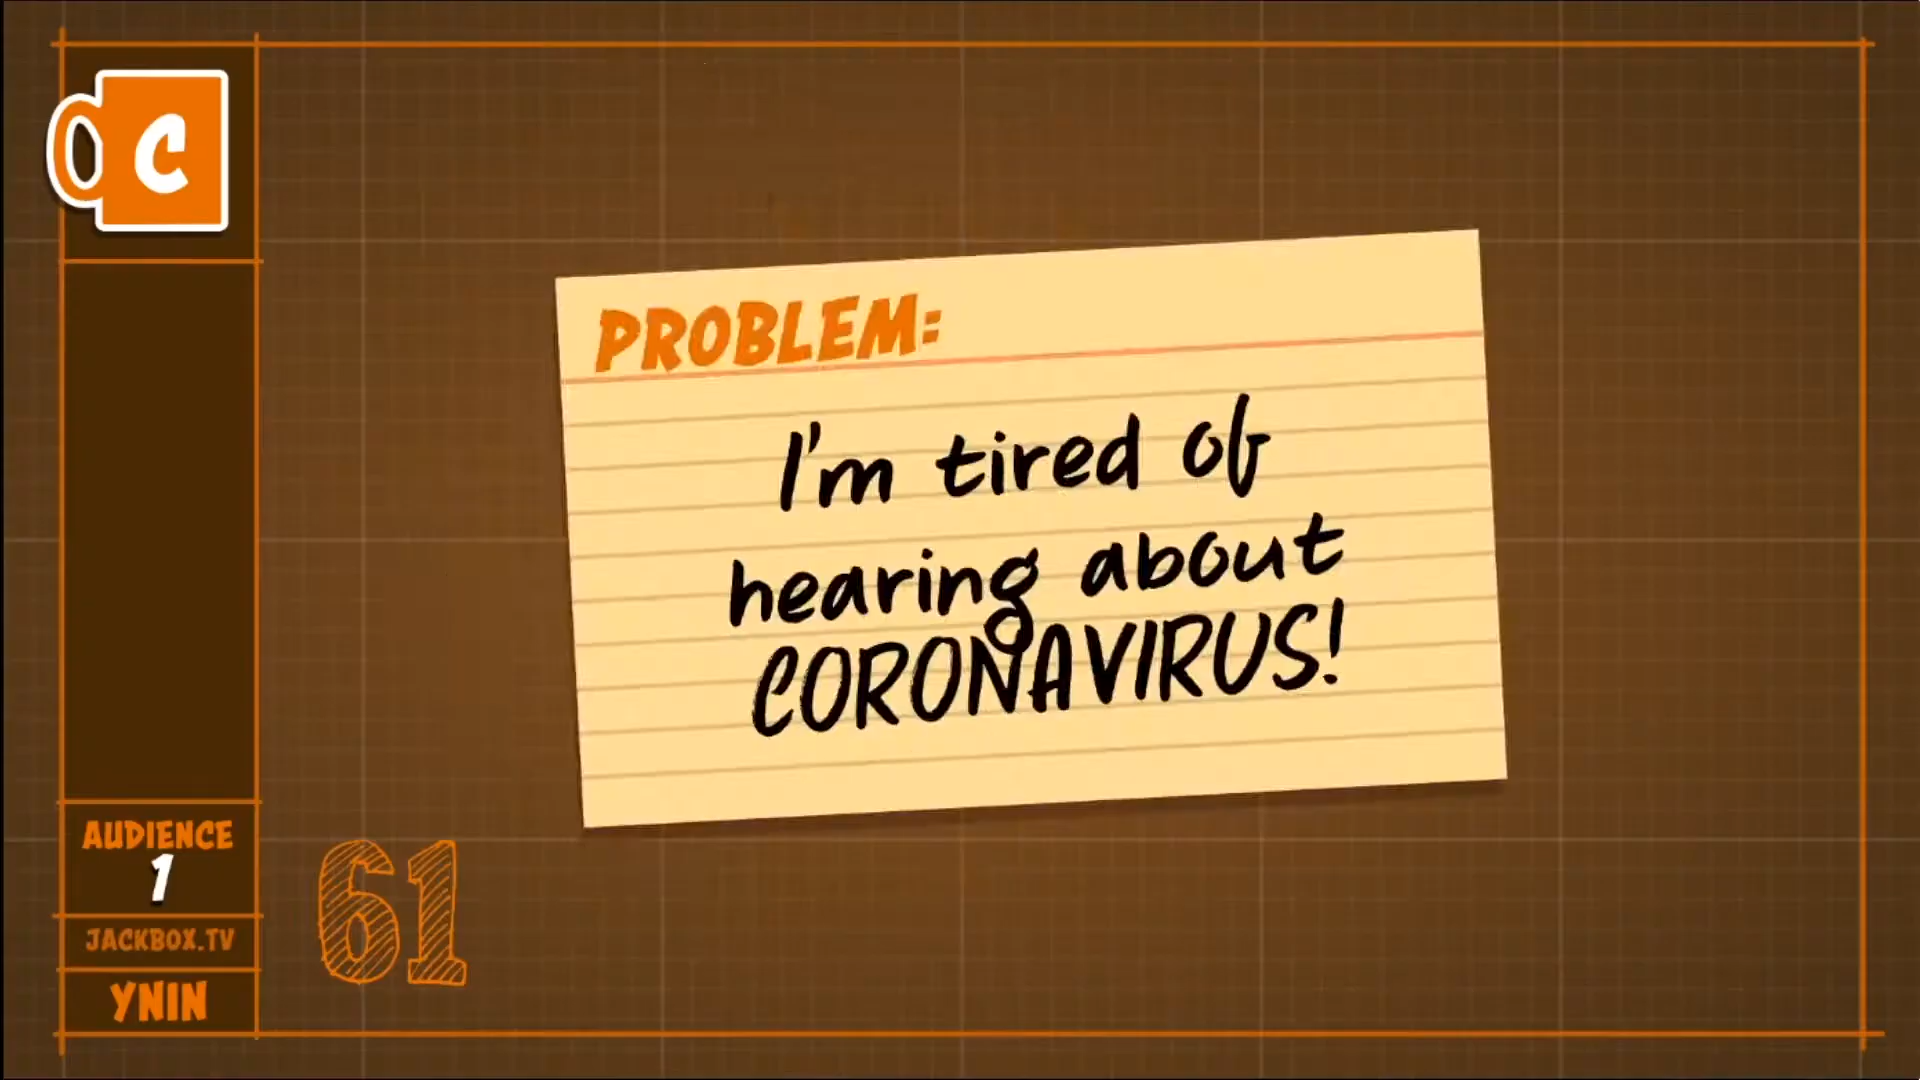 C
PROBLEM:
I'm tired of
hearing about
CORONAVIRUS!
AUDIENCE
1
JACKBOX.TV
YNIN
61